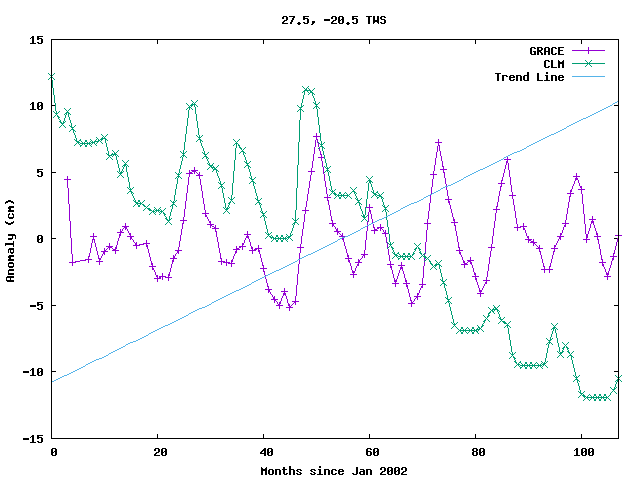 27.5, -20.5 TWS
GRACE
CLM
Trend Line
15
10
5
0
-5
-10
-15
Anomaly (cm)
0 20 40 60 80 100
Months since Jan 2002